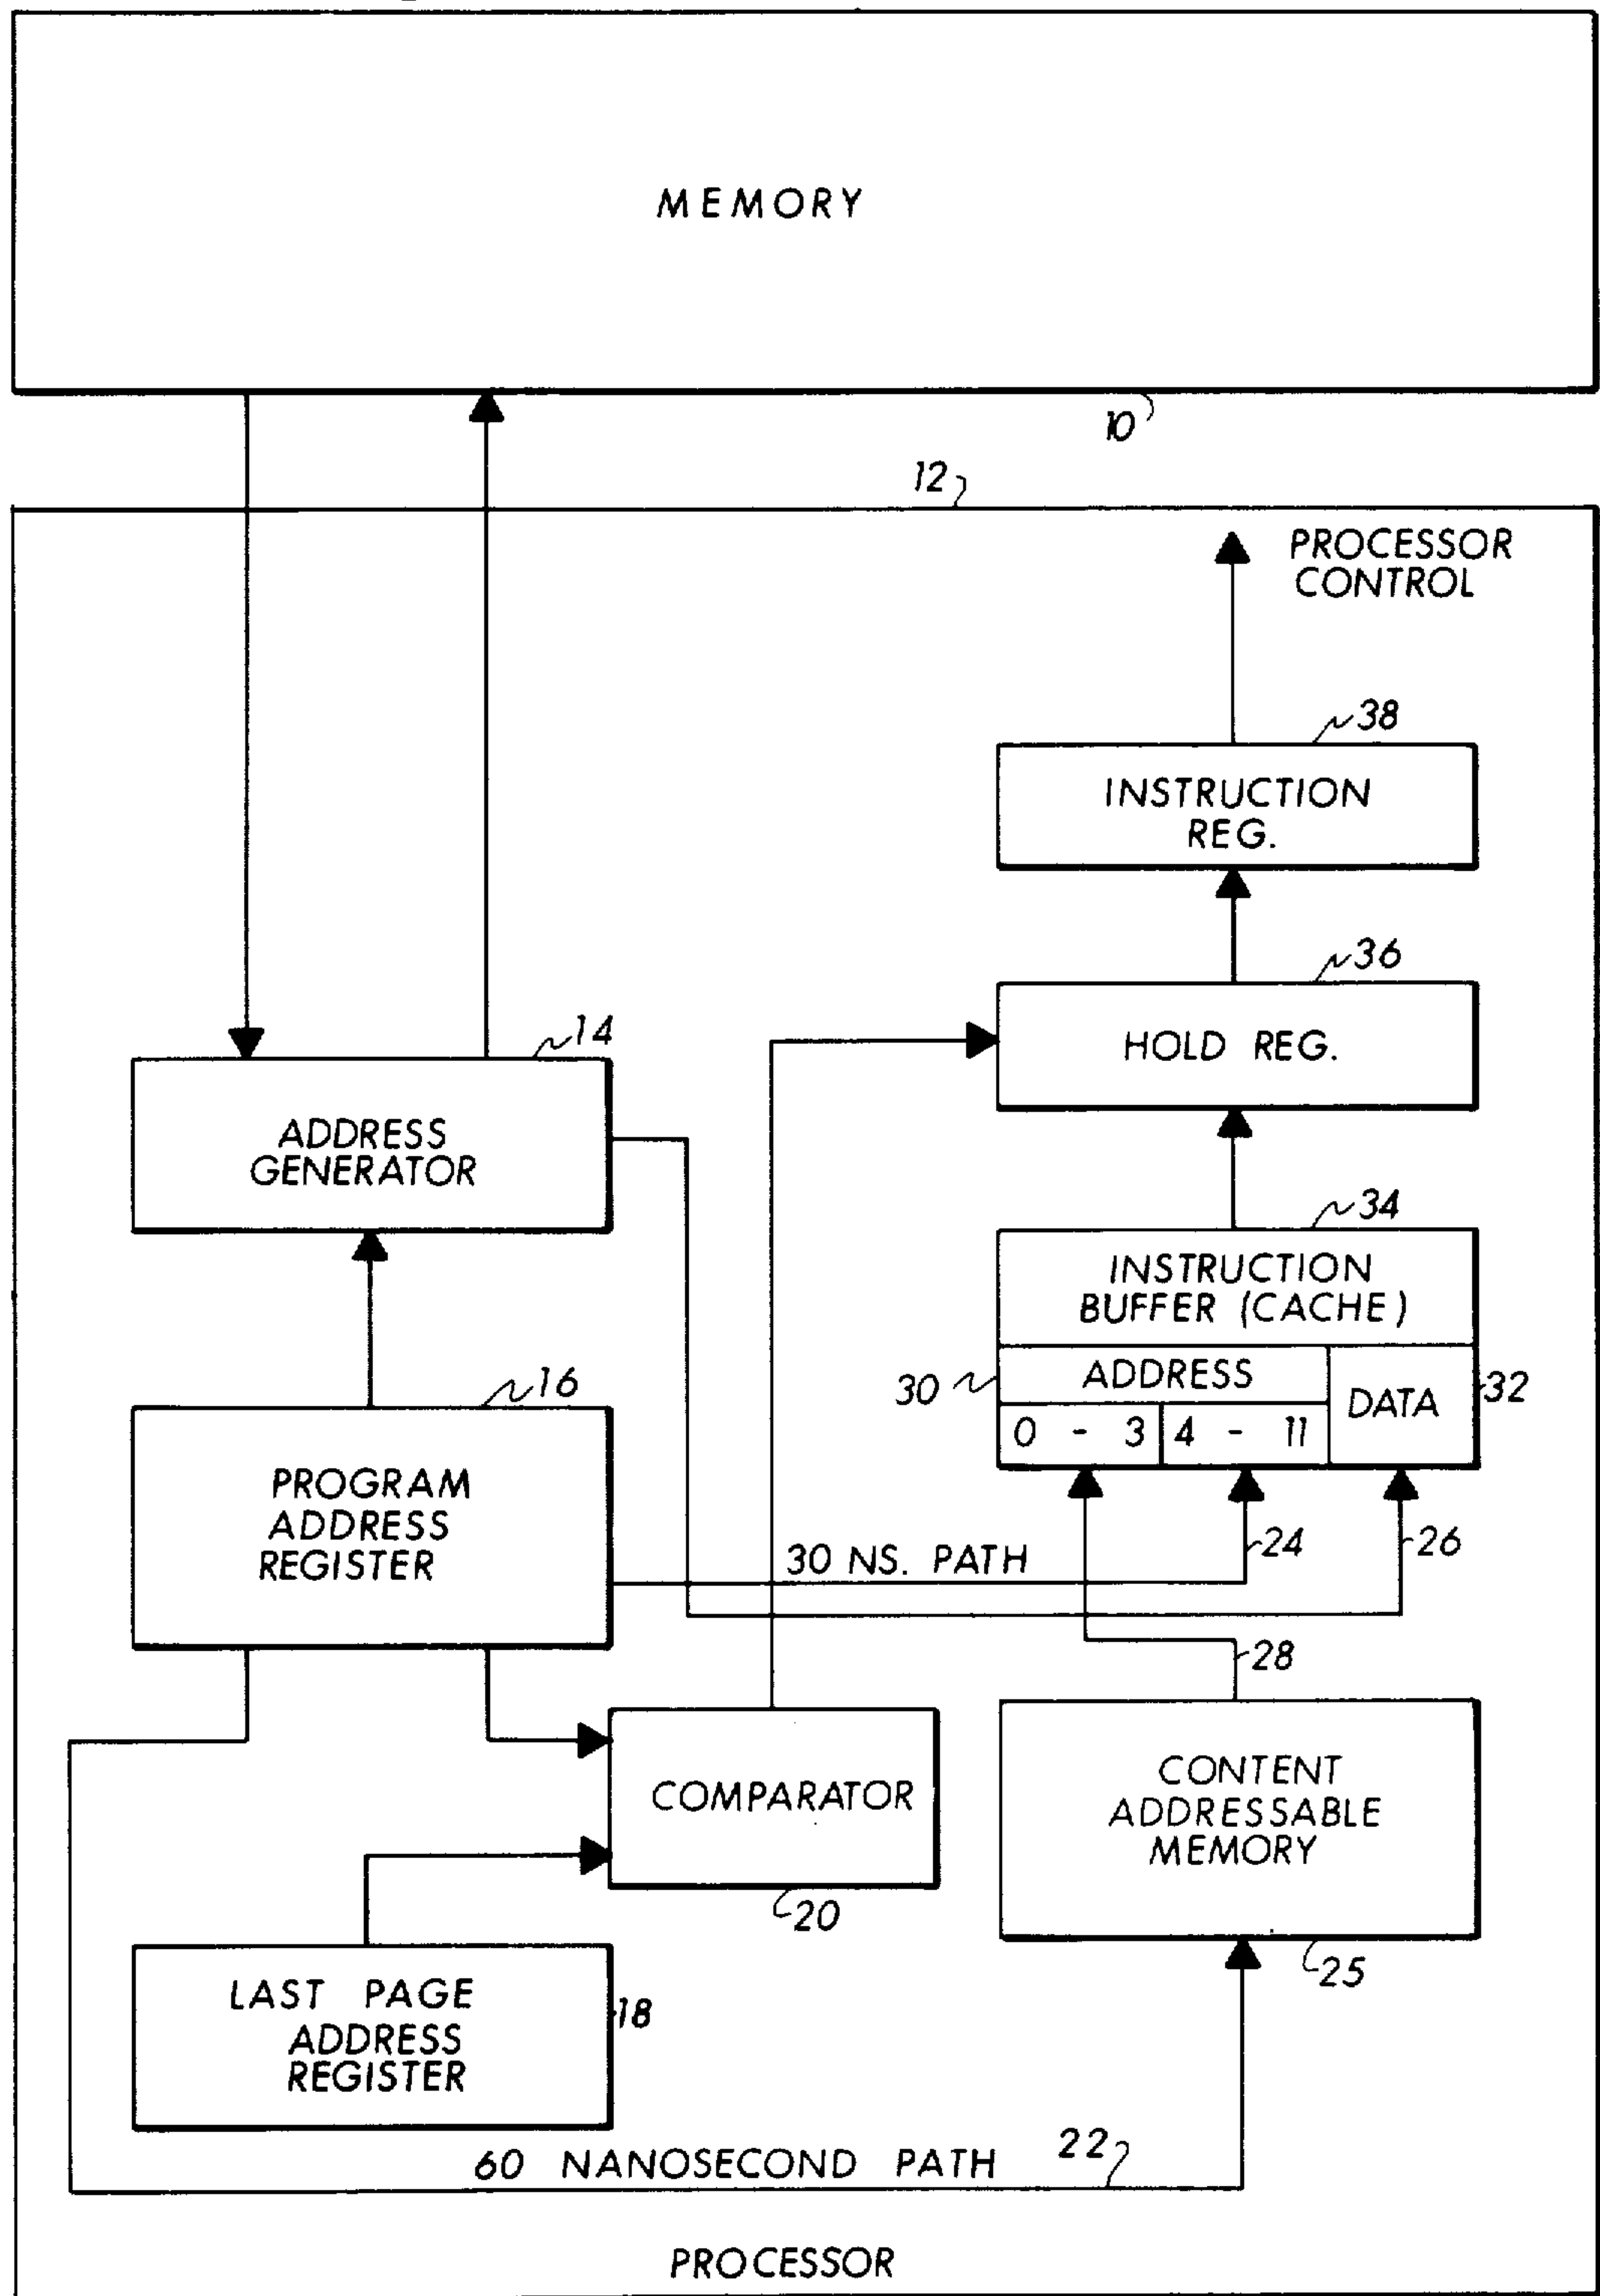 MEMORY
10
12
PROCESSOR
CONTROL
38
INSTRUCTION
REG.
36
HOLD REG.
14
ADDRESS
GENERATOR
34
INSTRUCTION
BUFFER (CACHE)
30
ADDRESS
DATA
32
0 - 3
4 - 11
16
PROGRAM
ADDRESS
REGISTER
30 NS. PATH
24
26
28
COMPARATOR
20
CONTENT
ADDRESSABLE
MEMORY
25
LAST PAGE
ADDRESS
REGISTER
18
60 NANOSECOND PATH
22
PROCESSOR